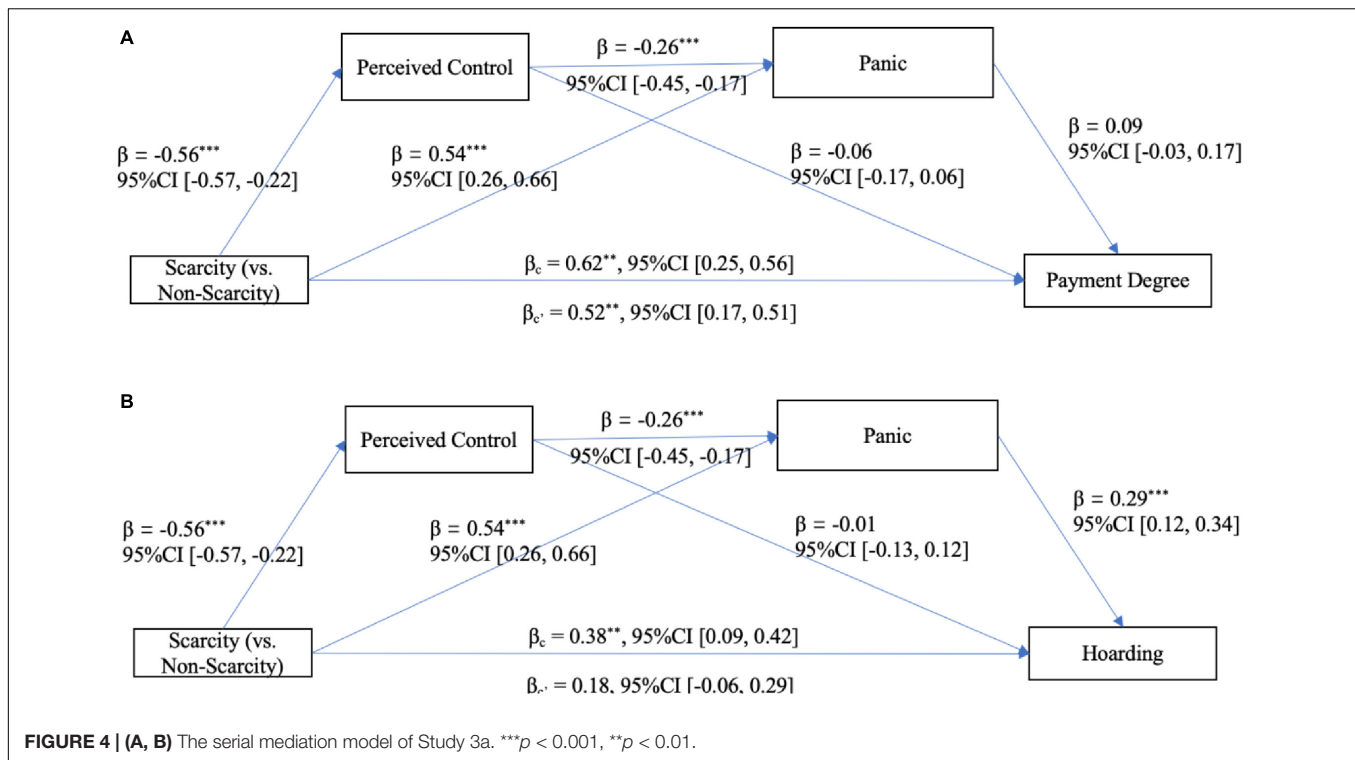 A
Perceived Control
β = -0.26***
95%CI [-0.45, -0.17]
Panic
β = -0.56***
95%CI [-0.57, -0.22]
β = 0.54***
95%CI [0.26, 0.66]
β = -0.06
95%CI [-0.17, 0.06]
β = 0.09
95%CI [-0.03, 0.17]
Scarcity (vs.
Non-Scarcity)
βc = 0.62**, 95%CI [0.25, 0.56]
βc' = 0.52**, 95%CI [0.17, 0.51]
Payment Degree
B
Perceived Control
β = -0.26***
95%CI [-0.45, -0.17]
Panic
β = -0.56***
95%CI [-0.57, -0.22]
β = 0.54***
95%CI [0.26, 0.66]
β = -0.01
95%CI [-0.13, 0.12]
β = 0.29***
95%CI [0.12, 0.34]
Scarcity (vs.
Non-Scarcity)
βc = 0.38**, 95%CI [0.09, 0.42]
βc' = 0.18, 95%CI [-0.06, 0.29]
Hoarding
FIGURE 4 | (A, B) The serial mediation model of Study 3a. ***p < 0.001, **p < 0.01.